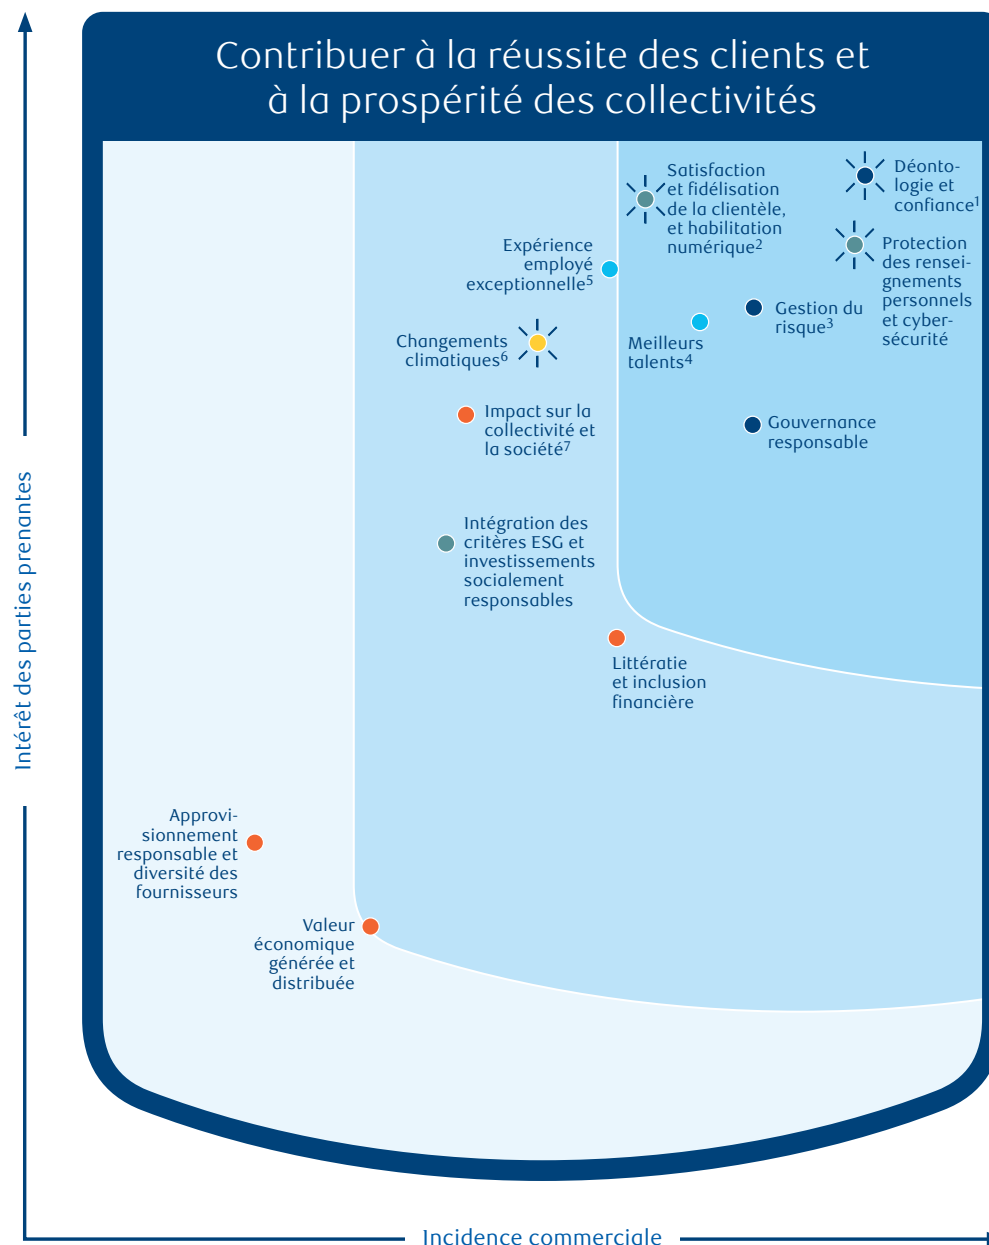 Contribuer à la réussite des clients et
à la prospérité des collectivités
Satisfaction
et fidélisation
de la clientèle,
et habilitation
numérique2
Déonto-
logie et
confiance1
Protection
des rensei-
gnements
personnels
et cyber-
sécurité
Expérience
employé
exceptionnelle5
Gestion du
risque3
Meilleurs
talents4
Changements
climatiques6
Impact sur la
collectivité et
la société7
Gouvernance
responsable
Intégration des
critères ESG et
investissements
socialement
responsables
Littératie
et inclusion
financière
Approvi-
sionnement
responsable et
diversité des
fournisseurs
Valeur
économique
générée et
distribuée
Intérêt des parties prenantes
Incidence commerciale